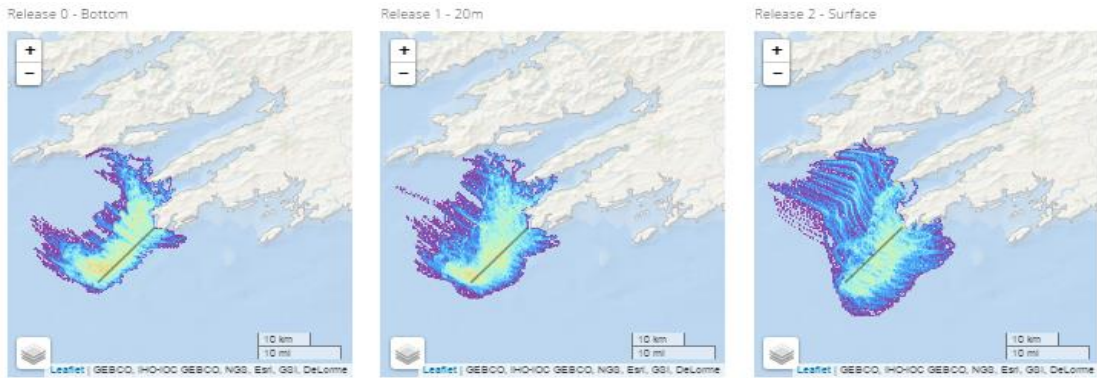 Release 0 - Bottom
+
−
10 km
10 mi
Leaflet | GEBCO, IHO-IOC GEBCO, NGS, Esri, GSI, DeLorme
Release 1 - 20m
+
−
10 km
10 mi
Leaflet | GEBCO, IHO-IOC GEBCO, NGS, Esri, GSI, DeLorme
Release 2 - Surface
+
−
10 km
10 mi
Leaflet | GEBCO, IHO-IOC GEBCO, NGS, Esri, GSI, DeLorme